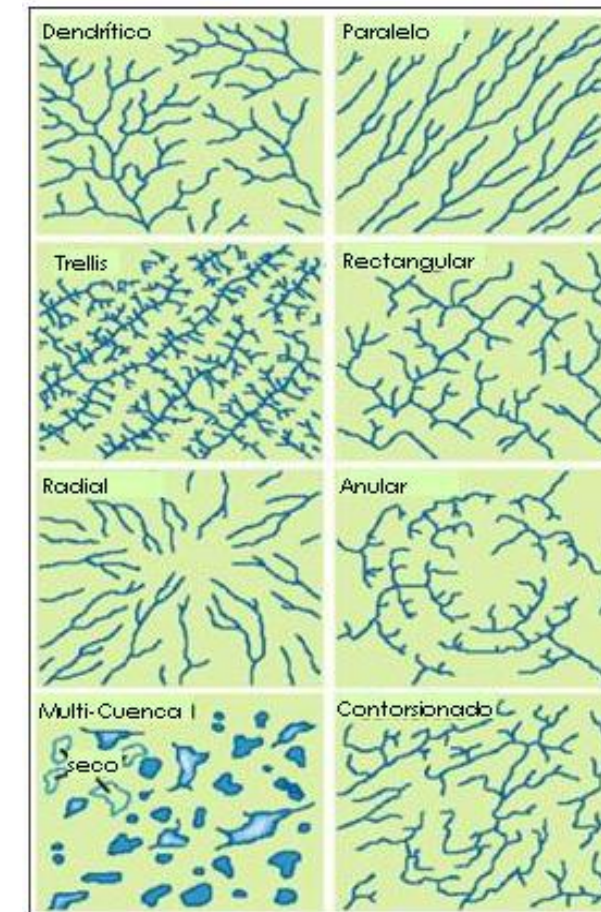 Dendrítico
Paralelo
Trellis
Rectangular
Radial
Anular
Multi-Cuenca
seco
Contorsionado